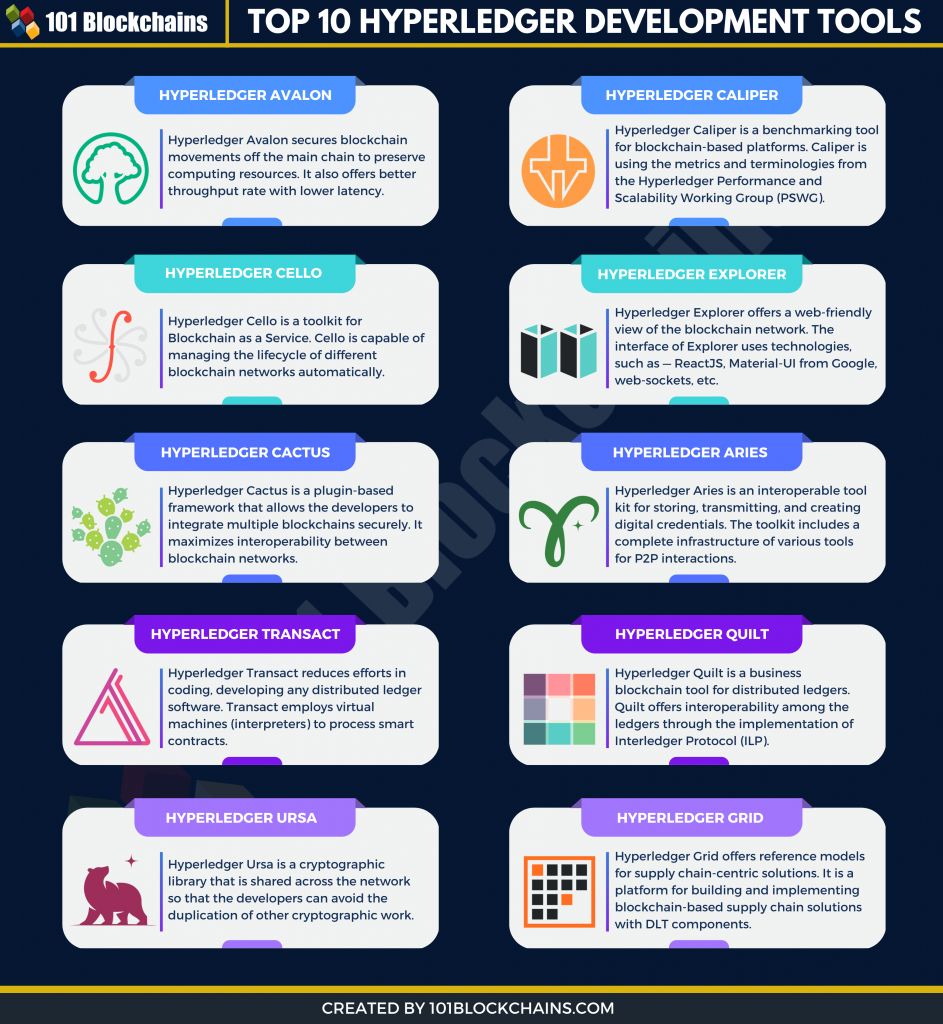 101 Blockchains
TOP 10 HYPERLEDGER DEVELOPMENT TOOLS
HYPERLEDGER AVALON
Hyperledger Avalon secures blockchain
movements off the main chain to preserve
computing resources. It also offers better
throughput rate with lower latency.
HYPERLEDGER CALIPER
Hyperledger Caliper is a benchmarking tool
for blockchain-based platforms. Caliper is
using the metrics and terminologies from
the Hyperledger Performance and
Scalability Working Group (PSWG).
HYPERLEDGER CELLO
Hyperledger Cello is a toolkit for
Blockchain as a Service. Cello is capable of
managing the lifecycle of different
blockchain networks automatically.
HYPERLEDGER EXPLORER
Hyperledger Explorer offers a web-friendly
view of the blockchain network. The
interface of Explorer uses technologies,
such as — ReactJS, Material-UI from Google,
web-sockets, etc.
HYPERLEDGER CACTUS
Hyperledger Cactus is a plugin-based
framework that allows the developers to
integrate multiple blockchains securely. It
maximizes interoperability between
blockchain networks.
HYPERLEDGER ARIES
Hyperledger Aries is an interoperable tool
kit for storing, transmitting, and creating
digital credentials. The toolkit includes a
complete infrastructure of various tools
for P2P interactions.
HYPERLEDGER TRANSACT
Hyperledger Transact reduces efforts in
coding, developing any distributed ledger
software. Transact employs virtual
machines (interpreters) to process smart
contracts.
HYPERLEDGER QUILT
Hyperledger Quilt is a business
blockchain tool for distributed ledgers.
Quilt offers interoperability among the
ledgers through the implementation of
Interledger Protocol (ILP).
HYPERLEDGER URSA
Hyperledger Ursa is a cryptographic
library that is shared across the network
so that the developers can avoid the
duplication of other cryptographic work.
HYPERLEDGER GRID
Hyperledger Grid offers reference models
for supply chain-centric solutions. It is a
platform for building and implementing
blockchain-based supply chain solutions
with DLT components.
CREATED BY 101BLOCKCHAINS.COM